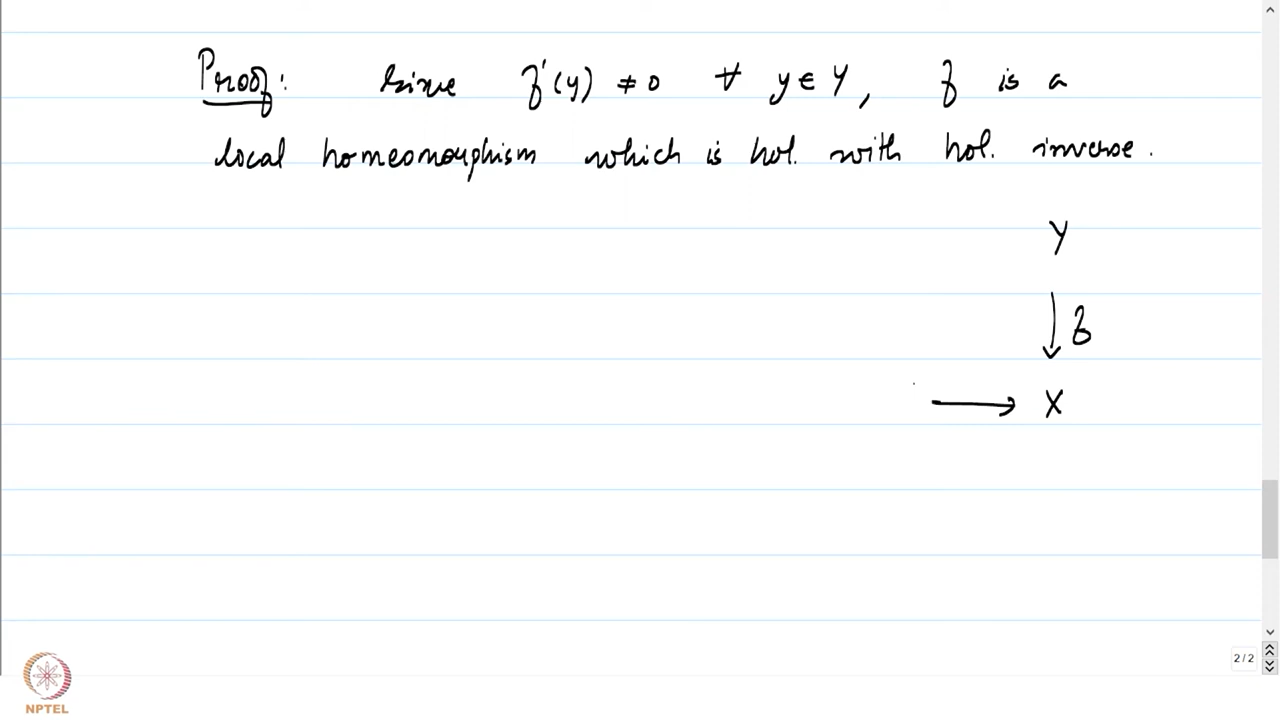 Proof: Since f'(y) ≠ 0 ∀ y ∈ Y, f is a
local homeomorphism which is hol. with hol. inverse.
Y
↓ f
→ X
2 / 2
NPTEL